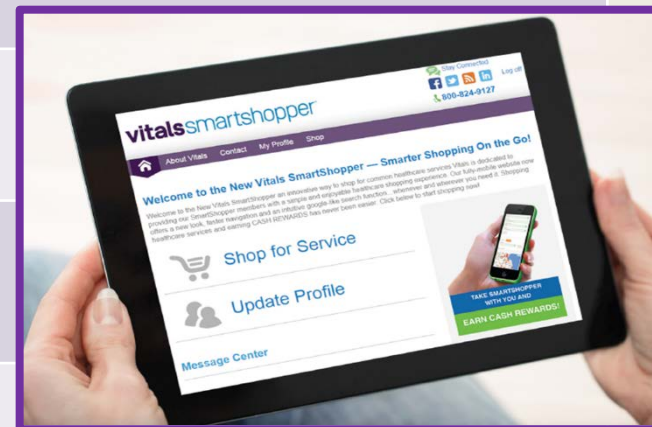 vitalssmartshopper
Stay Connected
Log off
800-824-9127
About Vitals Contact My Profile Shop
Welcome to the New Vitals SmartShopper — Smarter Shopping On the Go!
Welcome to the New Vitals SmartShopper an innovative way to shop for common healthcare services Vitals is dedicated to
providing our SmartShopper members with a simple and enjoyable healthcare shopping experience. Our fully-mobile website now
offers a new look, faster navigation and an intuitive google-like search function... whenever and wherever you need it. Shopping
healthcare services and earning CASH REWARDS has never been easier. Click below to start shopping now!
Shop for Service
Update Profile
Message Center
TAKE SMARTSHOPPER
WITH YOU AND
EARN CASH REWARDS!